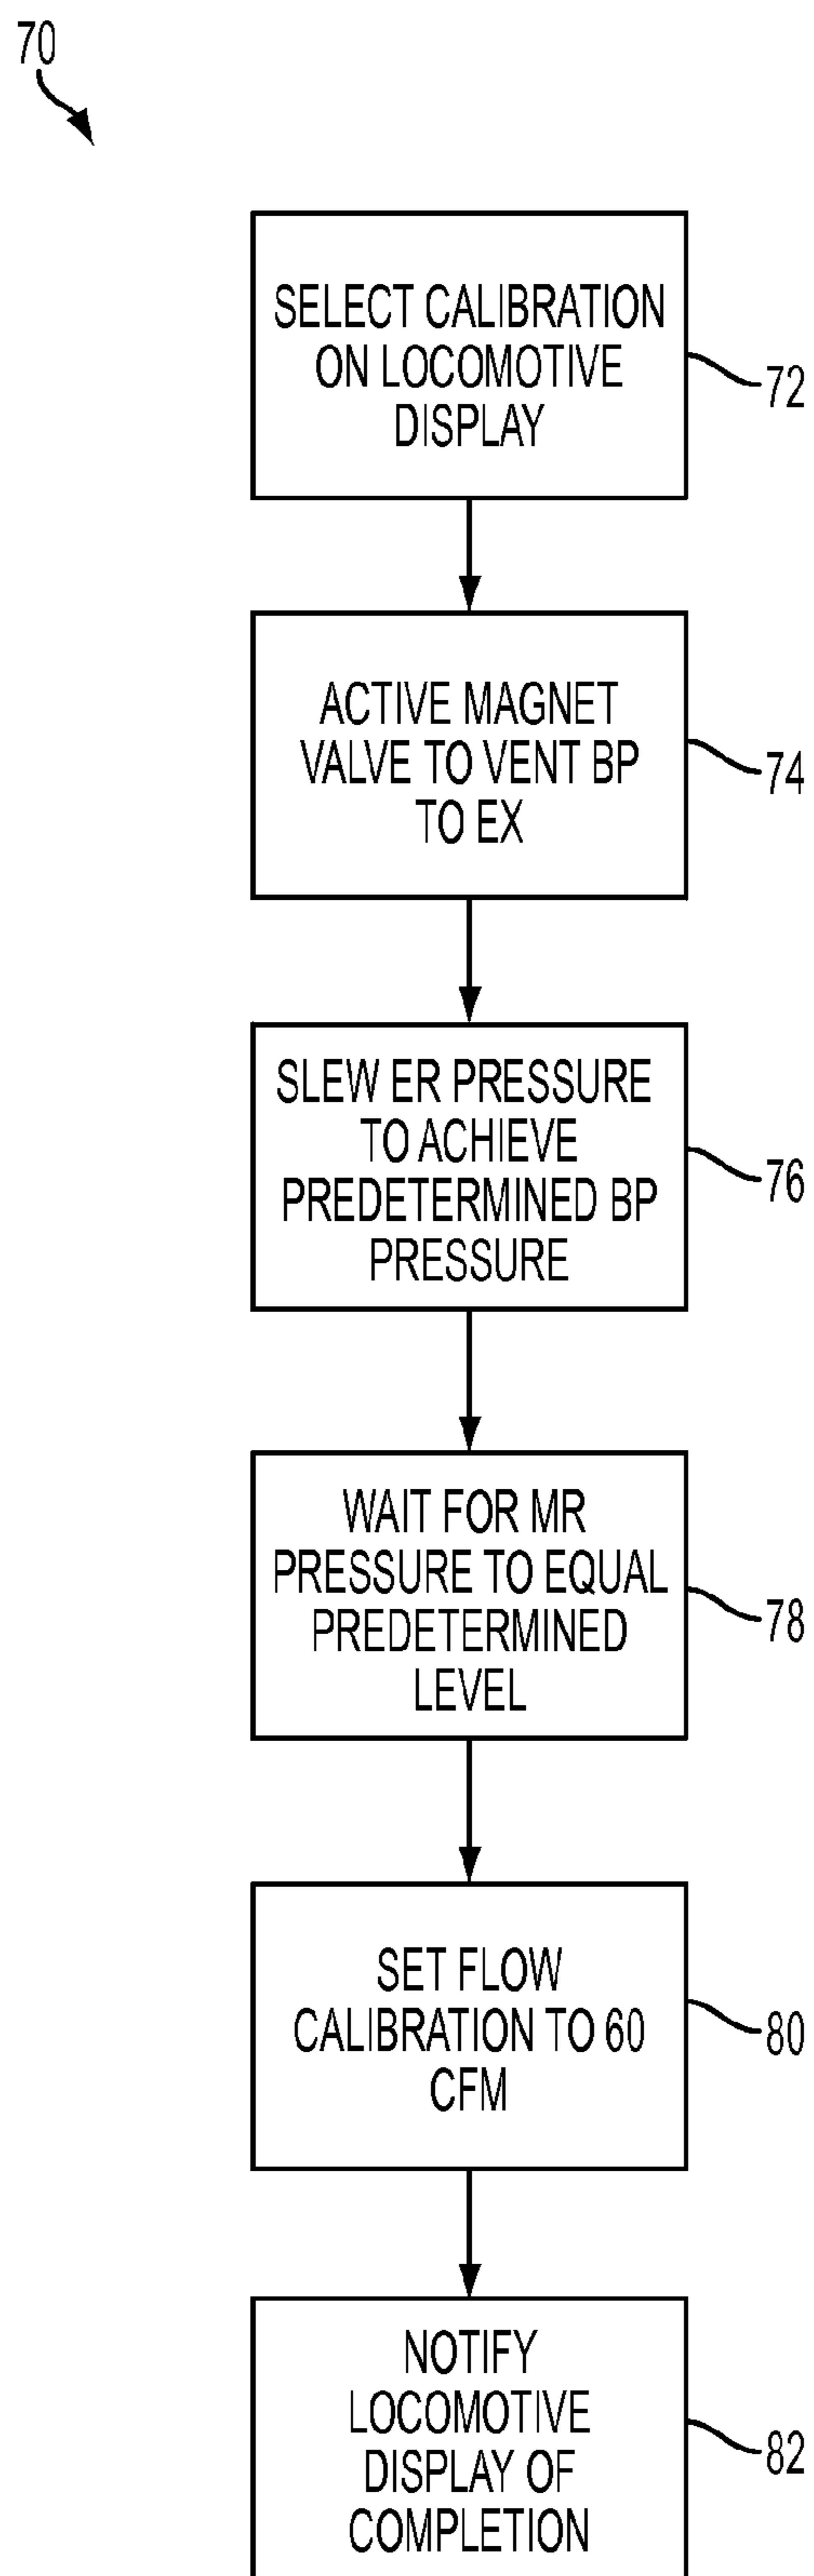 70
SELECT CALIBRATION
ON LOCOMOTIVE
DISPLAY
72
ACTIVE MAGNET
VALVE TO VENT BP
TO EX
74
SLEW ER PRESSURE
TO ACHIEVE
PREDETERMINED BP
PRESSURE
76
WAIT FOR MR
PRESSURE TO EQUAL
PREDETERMINED
LEVEL
78
SET FLOW
CALIBRATION TO 60
CFM
80
NOTIFY
LOCOMOTIVE
DISPLAY OF
COMPLETION
82